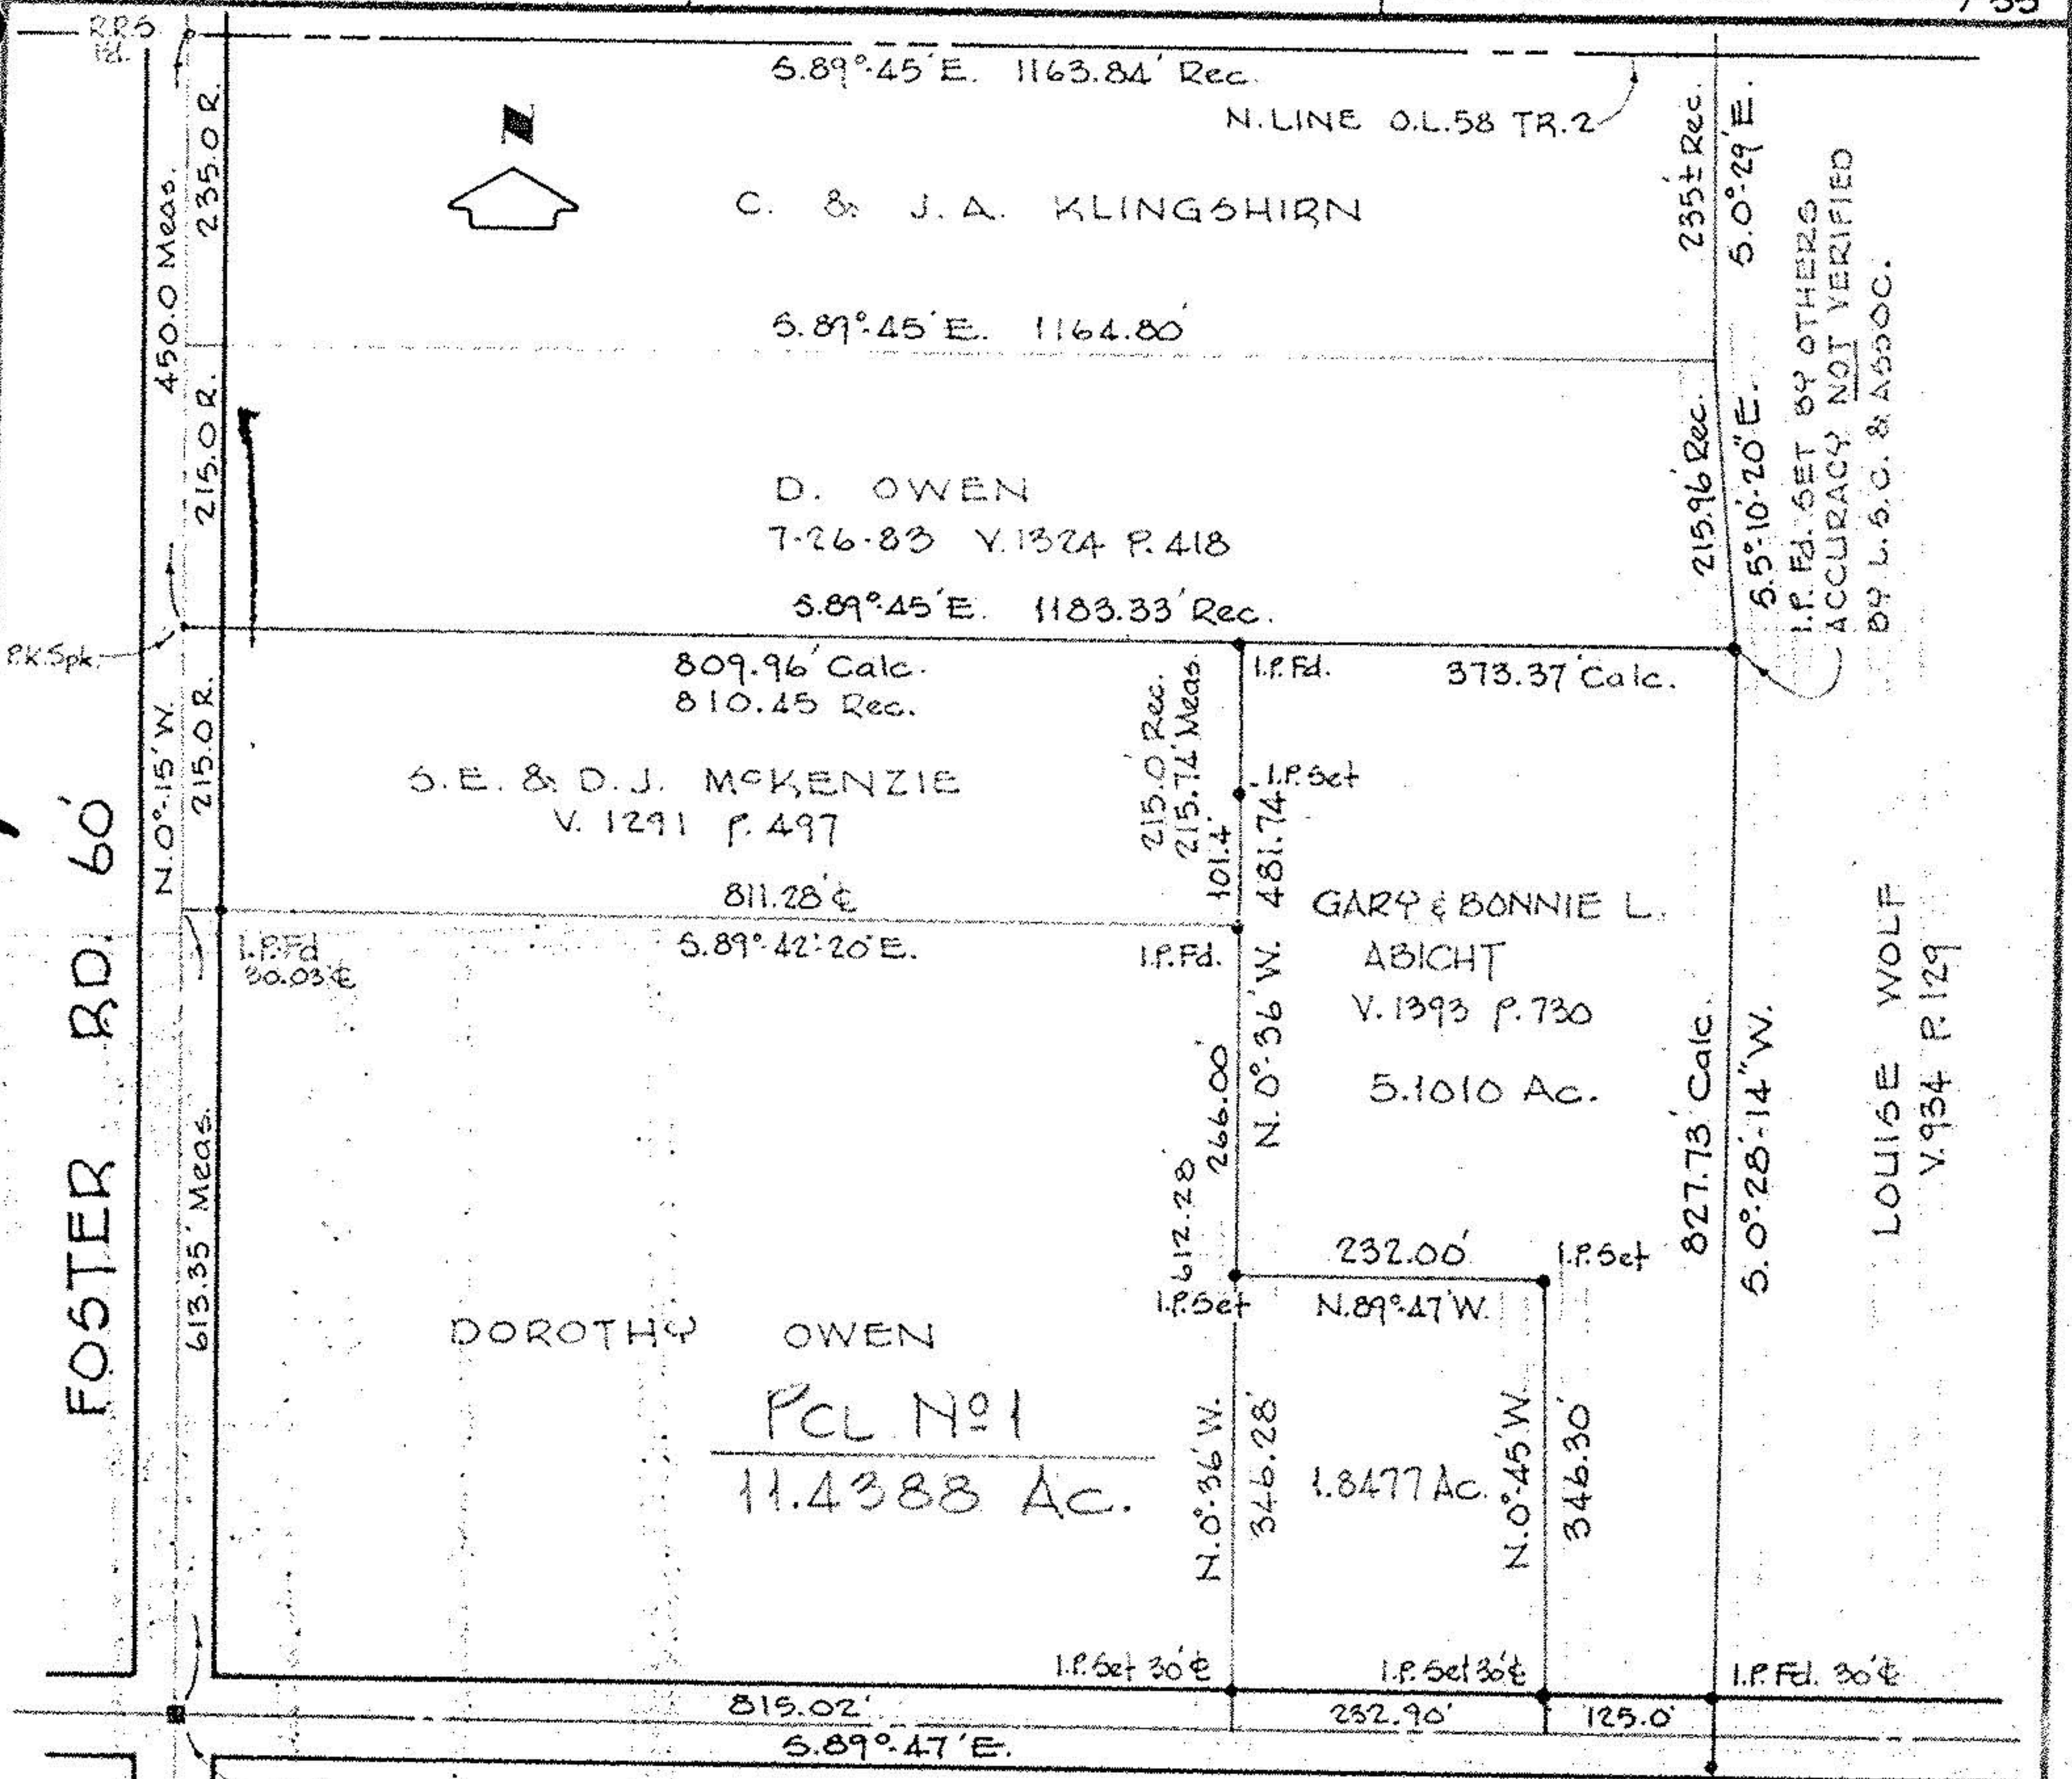 R.R.S.
Fd.
S.89°-45'E. 1163.84' Rec.
N.LINE O.L.58 TR.2
N
C. & J.A. KLINGSHIRN
450.0 Meas.
235.0 R.
235'± Rec.
S.0°-29'E.
S.89°-45'E. 1164.80'
215.0 R.
D. OWEN
7-26-83 V.1324 P.418
215.96' Rec.
S.5°-10'-20"E.
I.P. Fd. SET BY OTHERS
ACCURACY NOT VERIFIED
BY L.S.C. & ASSOC.
S.89°-45'E. 1183.33' Rec.
P.K.Spk.
809.96' Calc.
810.45 Rec.
I.P.Fd.
373.37' Calc.
N.0°-15'W.
215.0 R.
S.E. & D.J. McKENZIE
V. 1291 P. 497
215.0' Rec.
215.74' Meas.
101.4'
I.P.Set
481.74'
N.0°-36'W.
811.28' ℄
S.89°-42'-20"E.
I.P.Fd
30.03' ℄
I.P.Fd.
GARY & BONNIE L.
ABICHT
V.1393 P.730
5.1010 Ac.
FOSTER RD. 60'
613.35' Meas.
612.28'
266.00'
827.73' Calc.
S.0°-28'-14"W.
LOUISE WOLF
V.934 P.129
232.00'
I.P.Set
I.P.Set
N.89°-47'W.
DOROTHY OWEN
PCL Nº 1
11.4388 Ac.
N.0°-36'W.
346.28'
1.8477 Ac.
N.0°-45'W.
346.30'
I.P.Set 30' ℄
I.P.Set 30' ℄
I.P.Fd. 30' ℄
815.02'
232.90'
125.0'
S.89°-47'E.